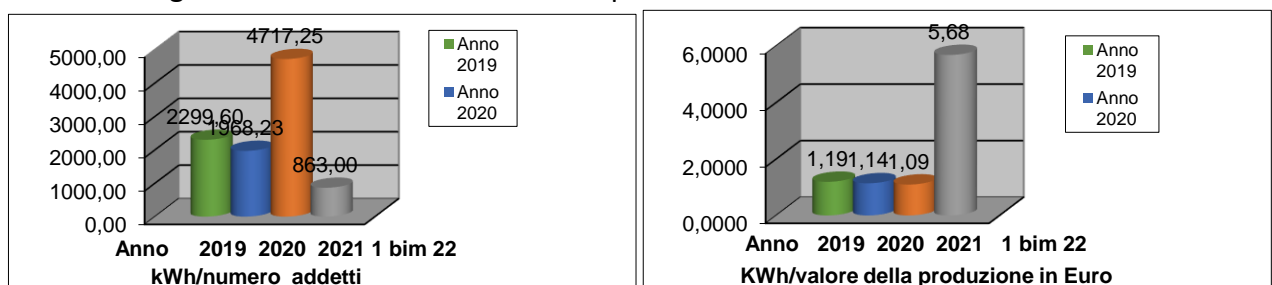 4717,25
5000,00
4000,00
3000,00
2000,00
1000,00
0,00
2299,60
1968,23
863,00
Anno 2019 2020 2021 1 bim 22
kWh/numero addetti
Anno
2019
Anno
2020
5,68
6,0000
4,0000
2,0000
0,0000
1,19
1,14
1,09
Anno 2019 2020 2021 1 bim 22
KWh/valore della produzione in Euro
Anno
2019
Anno
2020